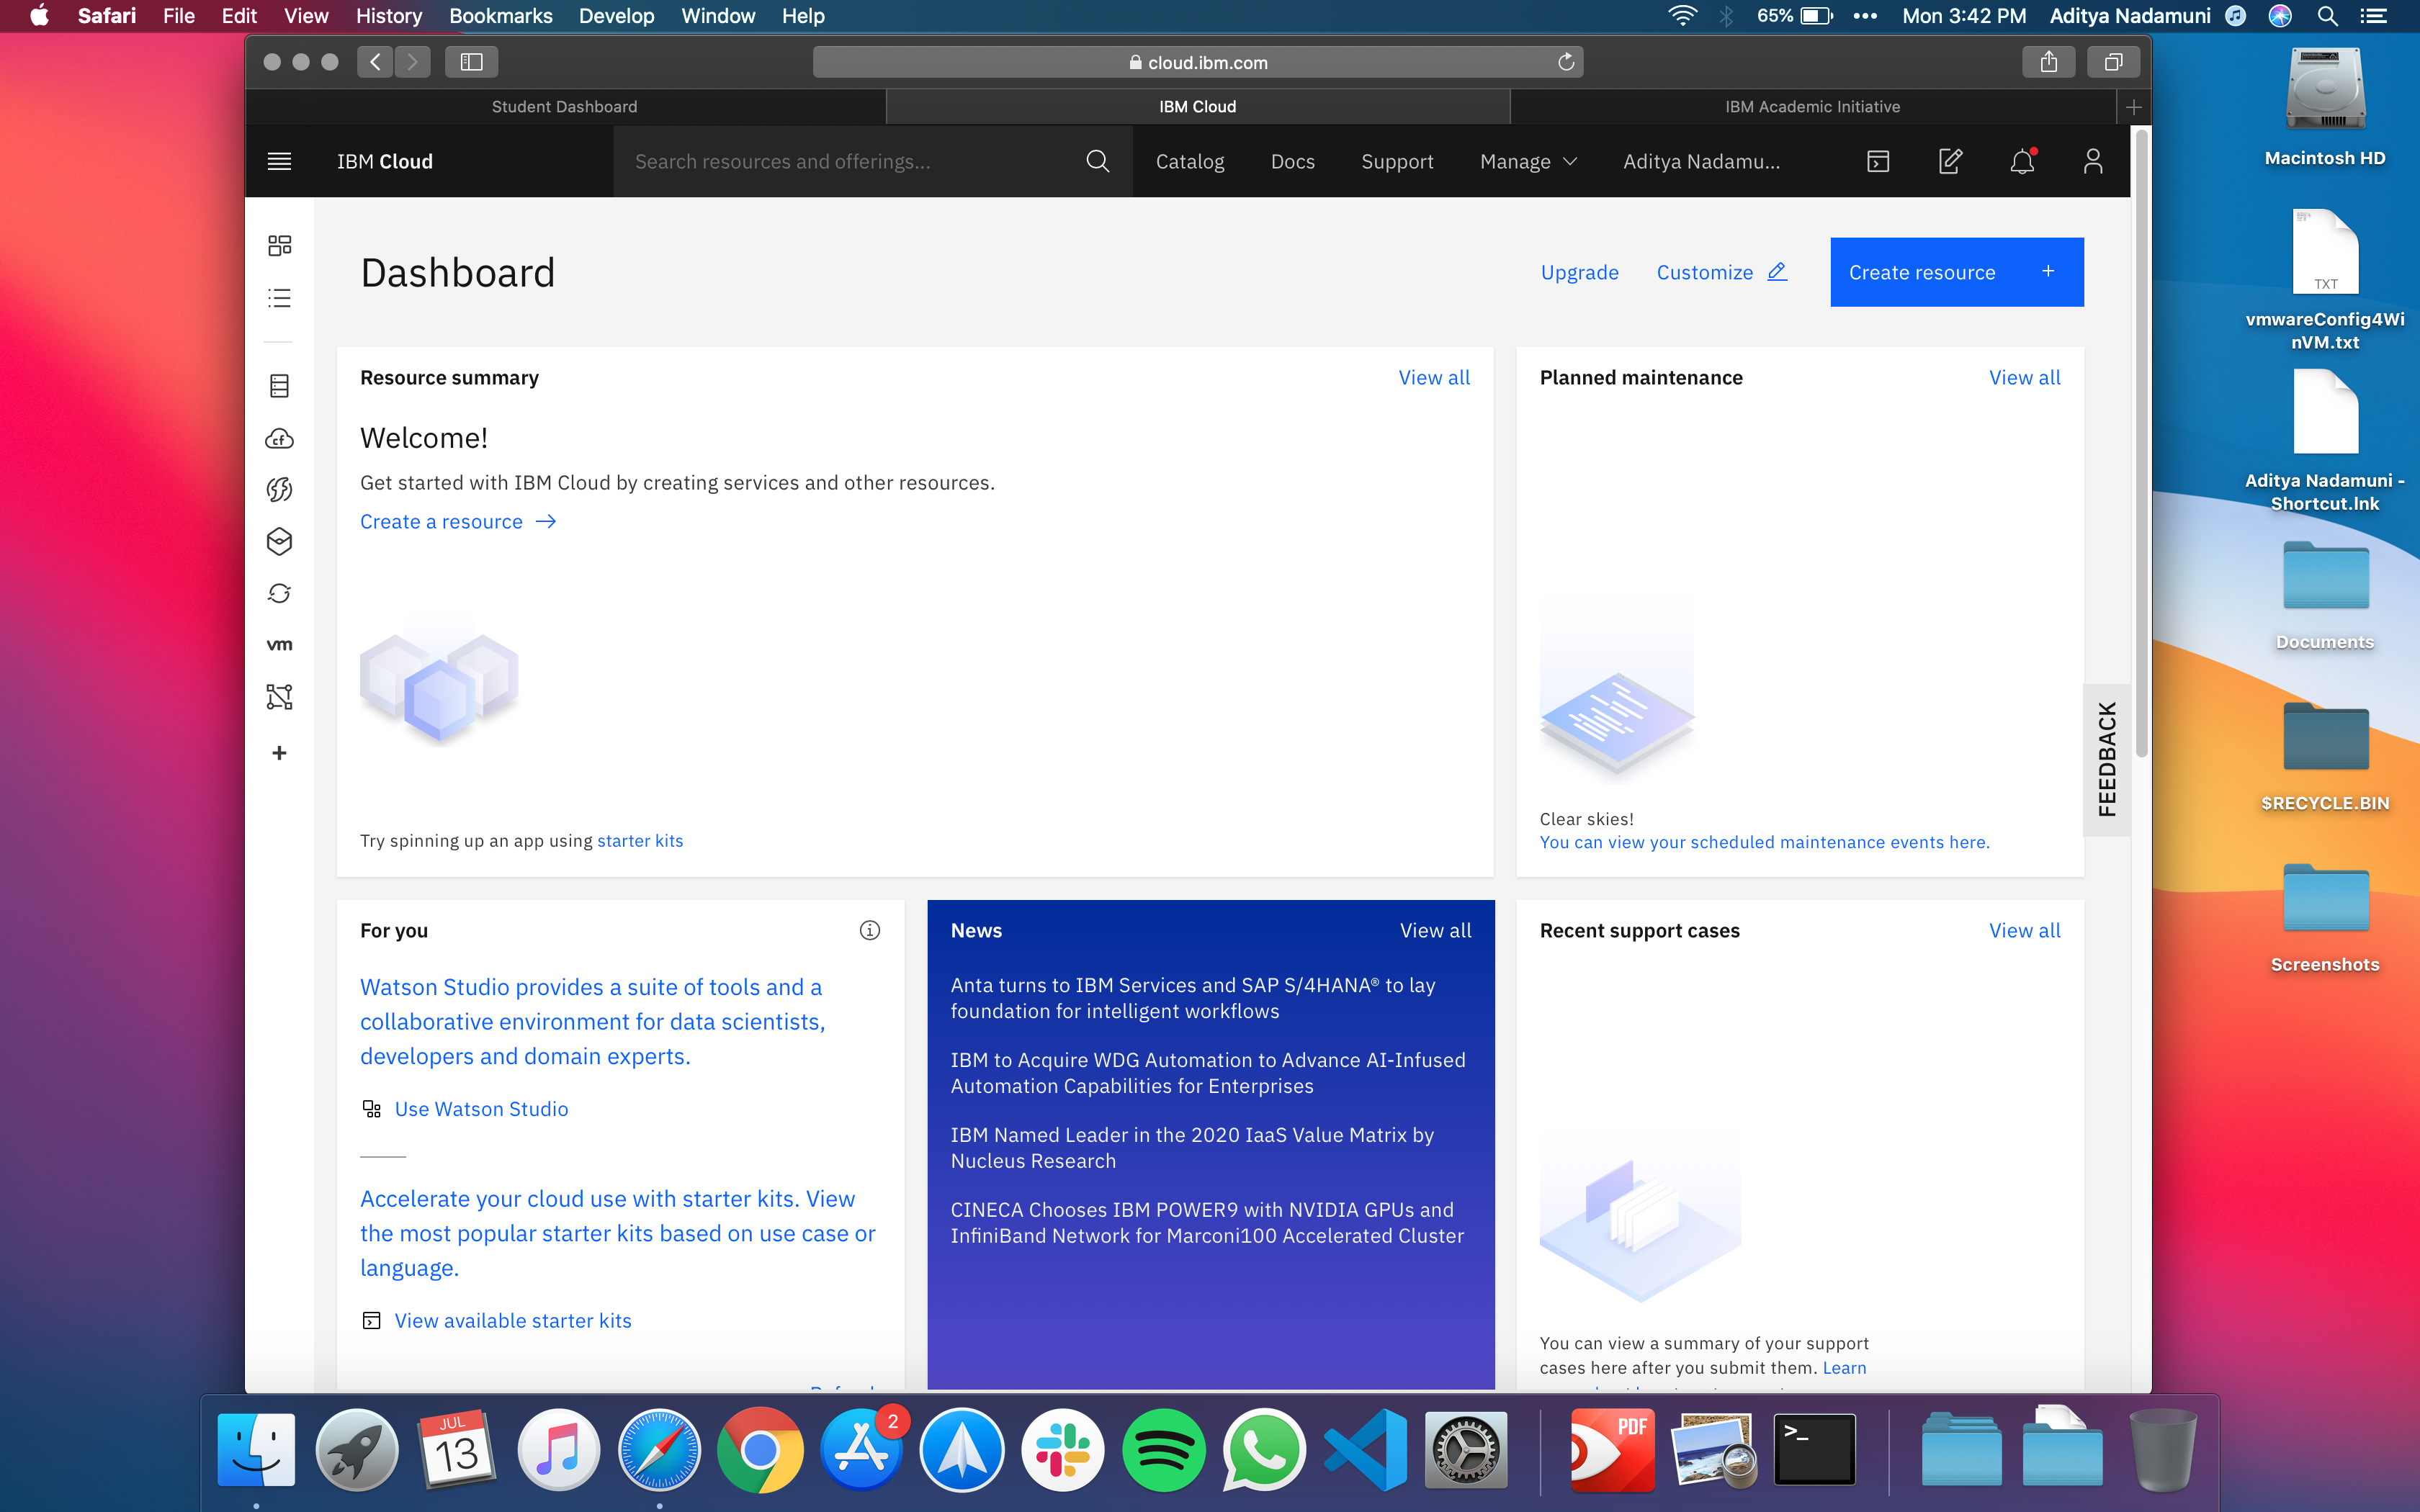 Safari File Edit View History Bookmarks Develop Window Help 65% Mon 3:42 PM Aditya Nadamuni
cloud.ibm.com
Student Dashboard IBM Cloud IBM Academic Initiative
IBM Cloud Search resources and offerings... Catalog Docs Support Manage Aditya Nadamu...
Dashboard Upgrade Customize Create resource +
Resource summary View all
Welcome!
Get started with IBM Cloud by creating services and other resources.
Create a resource
Try spinning up an app using starter kits
Planned maintenance View all
Clear skies!
You can view your scheduled maintenance events here.
FEEDBACK
cf
vm
For you
Watson Studio provides a suite of tools and a
collaborative environment for data scientists,
developers and domain experts.
Use Watson Studio
Accelerate your cloud use with starter kits. View
the most popular starter kits based on use case or
language.
View available starter kits
News View all
Anta turns to IBM Services and SAP S/4HANA® to lay
foundation for intelligent workflows
IBM to Acquire WDG Automation to Advance AI-Infused
Automation Capabilities for Enterprises
IBM Named Leader in the 2020 IaaS Value Matrix by
Nucleus Research
CINECA Chooses IBM POWER9 with NVIDIA GPUs and
InfiniBand Network for Marconi100 Accelerated Cluster
Recent support cases View all
You can view a summary of your support
cases here after you submit them. Learn
Macintosh HD
TXT
vmwareConfig4Wi
nVM.txt
Aditya Nadamuni -
Shortcut.lnk
Documents
$RECYCLE.BIN
Screenshots
JUL
13
2
PDF
>_